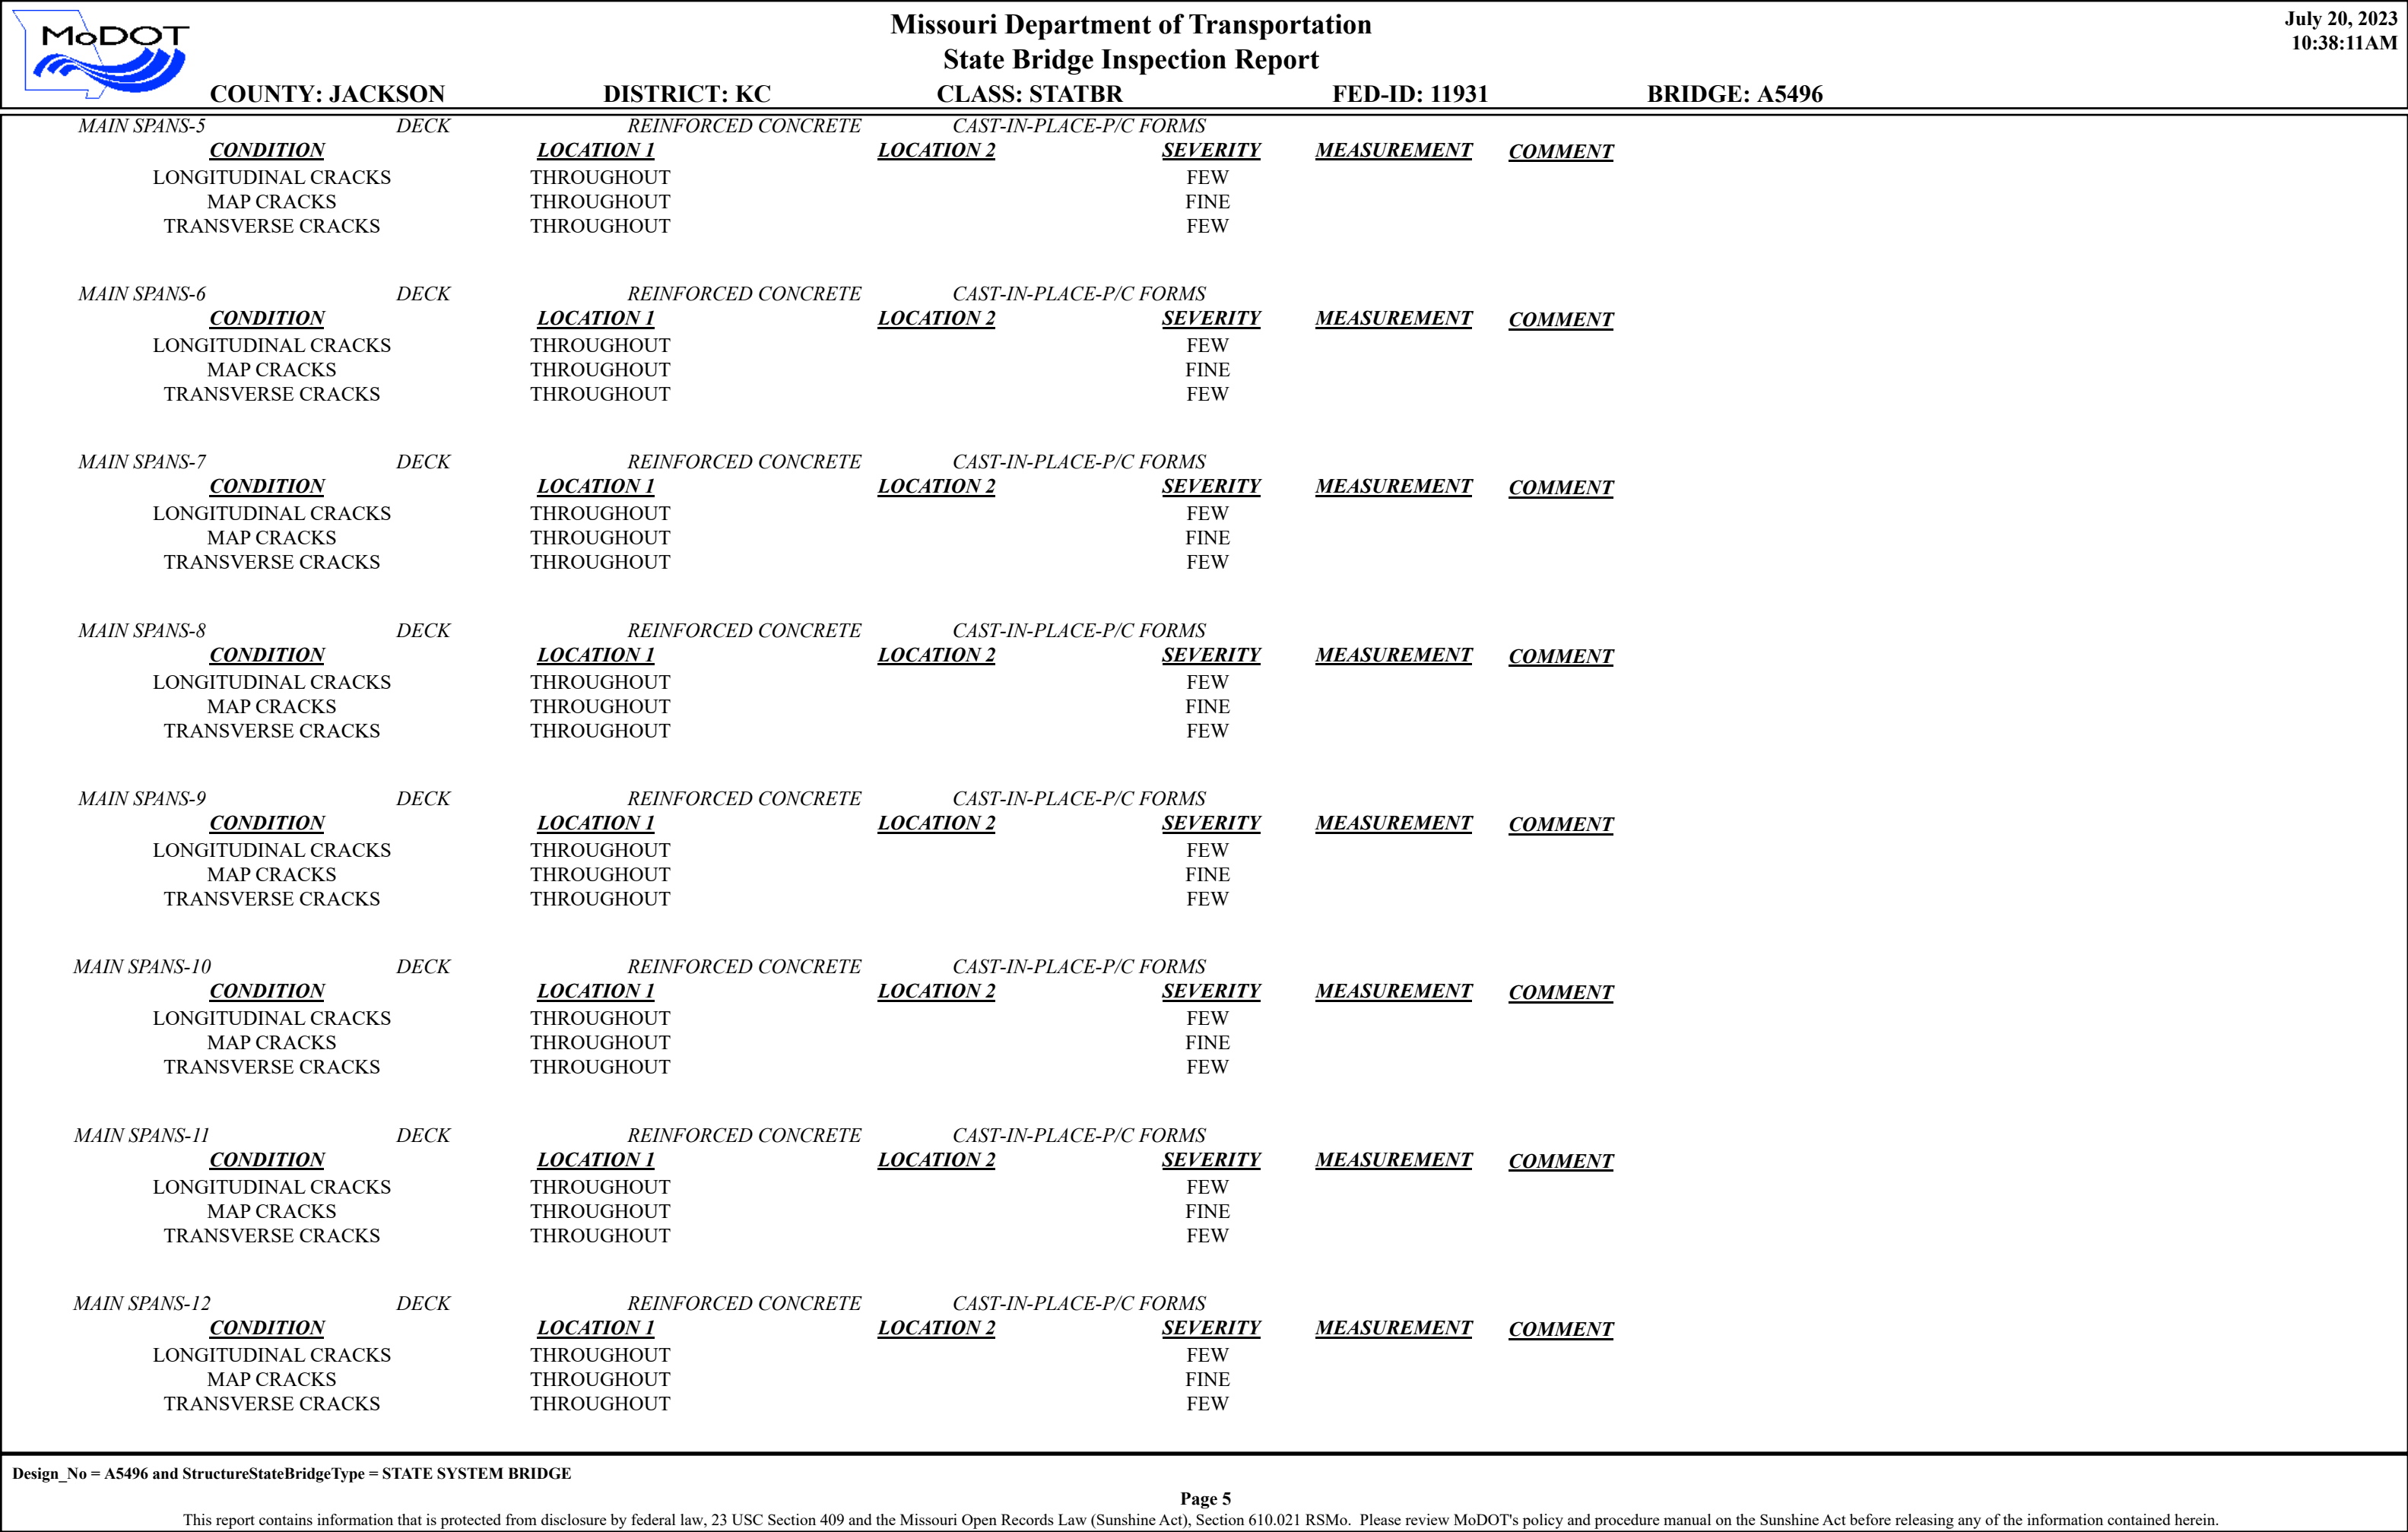 MoDOT
Missouri Department of Transportation
State Bridge Inspection Report
July 20, 2023
10:38:11AM
COUNTY: JACKSON DISTRICT: KC CLASS: STATBR FED-ID: 11931 BRIDGE: A5496
MAIN SPANS-5 DECK REINFORCED CONCRETE CAST-IN-PLACE-P/C FORMS
CONDITION LOCATION 1 LOCATION 2 SEVERITY MEASUREMENT COMMENT
LONGITUDINAL CRACKS THROUGHOUT FEW
MAP CRACKS THROUGHOUT FINE
TRANSVERSE CRACKS THROUGHOUT FEW
MAIN SPANS-6 DECK REINFORCED CONCRETE CAST-IN-PLACE-P/C FORMS
CONDITION LOCATION 1 LOCATION 2 SEVERITY MEASUREMENT COMMENT
LONGITUDINAL CRACKS THROUGHOUT FEW
MAP CRACKS THROUGHOUT FINE
TRANSVERSE CRACKS THROUGHOUT FEW
MAIN SPANS-7 DECK REINFORCED CONCRETE CAST-IN-PLACE-P/C FORMS
CONDITION LOCATION 1 LOCATION 2 SEVERITY MEASUREMENT COMMENT
LONGITUDINAL CRACKS THROUGHOUT FEW
MAP CRACKS THROUGHOUT FINE
TRANSVERSE CRACKS THROUGHOUT FEW
MAIN SPANS-8 DECK REINFORCED CONCRETE CAST-IN-PLACE-P/C FORMS
CONDITION LOCATION 1 LOCATION 2 SEVERITY MEASUREMENT COMMENT
LONGITUDINAL CRACKS THROUGHOUT FEW
MAP CRACKS THROUGHOUT FINE
TRANSVERSE CRACKS THROUGHOUT FEW
MAIN SPANS-9 DECK REINFORCED CONCRETE CAST-IN-PLACE-P/C FORMS
CONDITION LOCATION 1 LOCATION 2 SEVERITY MEASUREMENT COMMENT
LONGITUDINAL CRACKS THROUGHOUT FEW
MAP CRACKS THROUGHOUT FINE
TRANSVERSE CRACKS THROUGHOUT FEW
MAIN SPANS-10 DECK REINFORCED CONCRETE CAST-IN-PLACE-P/C FORMS
CONDITION LOCATION 1 LOCATION 2 SEVERITY MEASUREMENT COMMENT
LONGITUDINAL CRACKS THROUGHOUT FEW
MAP CRACKS THROUGHOUT FINE
TRANSVERSE CRACKS THROUGHOUT FEW
MAIN SPANS-11 DECK REINFORCED CONCRETE CAST-IN-PLACE-P/C FORMS
CONDITION LOCATION 1 LOCATION 2 SEVERITY MEASUREMENT COMMENT
LONGITUDINAL CRACKS THROUGHOUT FEW
MAP CRACKS THROUGHOUT FINE
TRANSVERSE CRACKS THROUGHOUT FEW
MAIN SPANS-12 DECK REINFORCED CONCRETE CAST-IN-PLACE-P/C FORMS
CONDITION LOCATION 1 LOCATION 2 SEVERITY MEASUREMENT COMMENT
LONGITUDINAL CRACKS THROUGHOUT FEW
MAP CRACKS THROUGHOUT FINE
TRANSVERSE CRACKS THROUGHOUT FEW
Design_No = A5496 and StructureStateBridgeType = STATE SYSTEM BRIDGE
Page 5
This report contains information that is protected from disclosure by federal law, 23 USC Section 409 and the Missouri Open Records Law (Sunshine Act), Section 610.021 RSMo. Please review MoDOT's policy and procedure manual on the Sunshine Act before releasing any of the information contained herein.